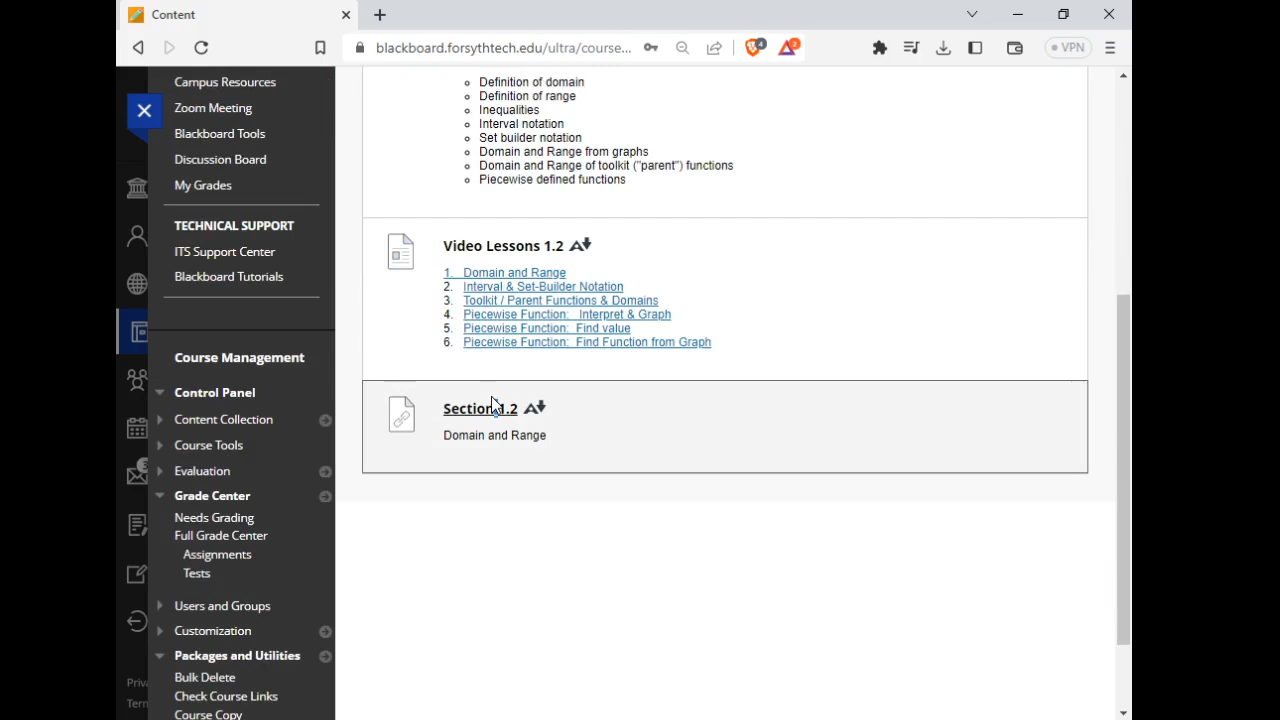 Content
blackboard.forsythtech.edu/ultra/course...
4
2
VPN
Campus Resources
Zoom Meeting
Blackboard Tools
Discussion Board
My Grades
TECHNICAL SUPPORT
ITS Support Center
Blackboard Tutorials
Course Management
Control Panel
Content Collection
Course Tools
Evaluation
Grade Center
Needs Grading
Full Grade Center
Assignments
Tests
Users and Groups
Customization
Packages and Utilities
Bulk Delete
Check Course Links
Course Copy
Priva
Term
Definition of domain
Definition of range
Inequalities
Interval notation
Set builder notation
Domain and Range from graphs
Domain and Range of toolkit ("parent") functions
Piecewise defined functions
Video Lessons 1.2
1. Domain and Range
2. Interval & Set-Builder Notation
3. Toolkit / Parent Functions & Domains
4. Piecewise Function: Interpret & Graph
5. Piecewise Function: Find value
6. Piecewise Function: Find Function from Graph
Section 1.2
Domain and Range